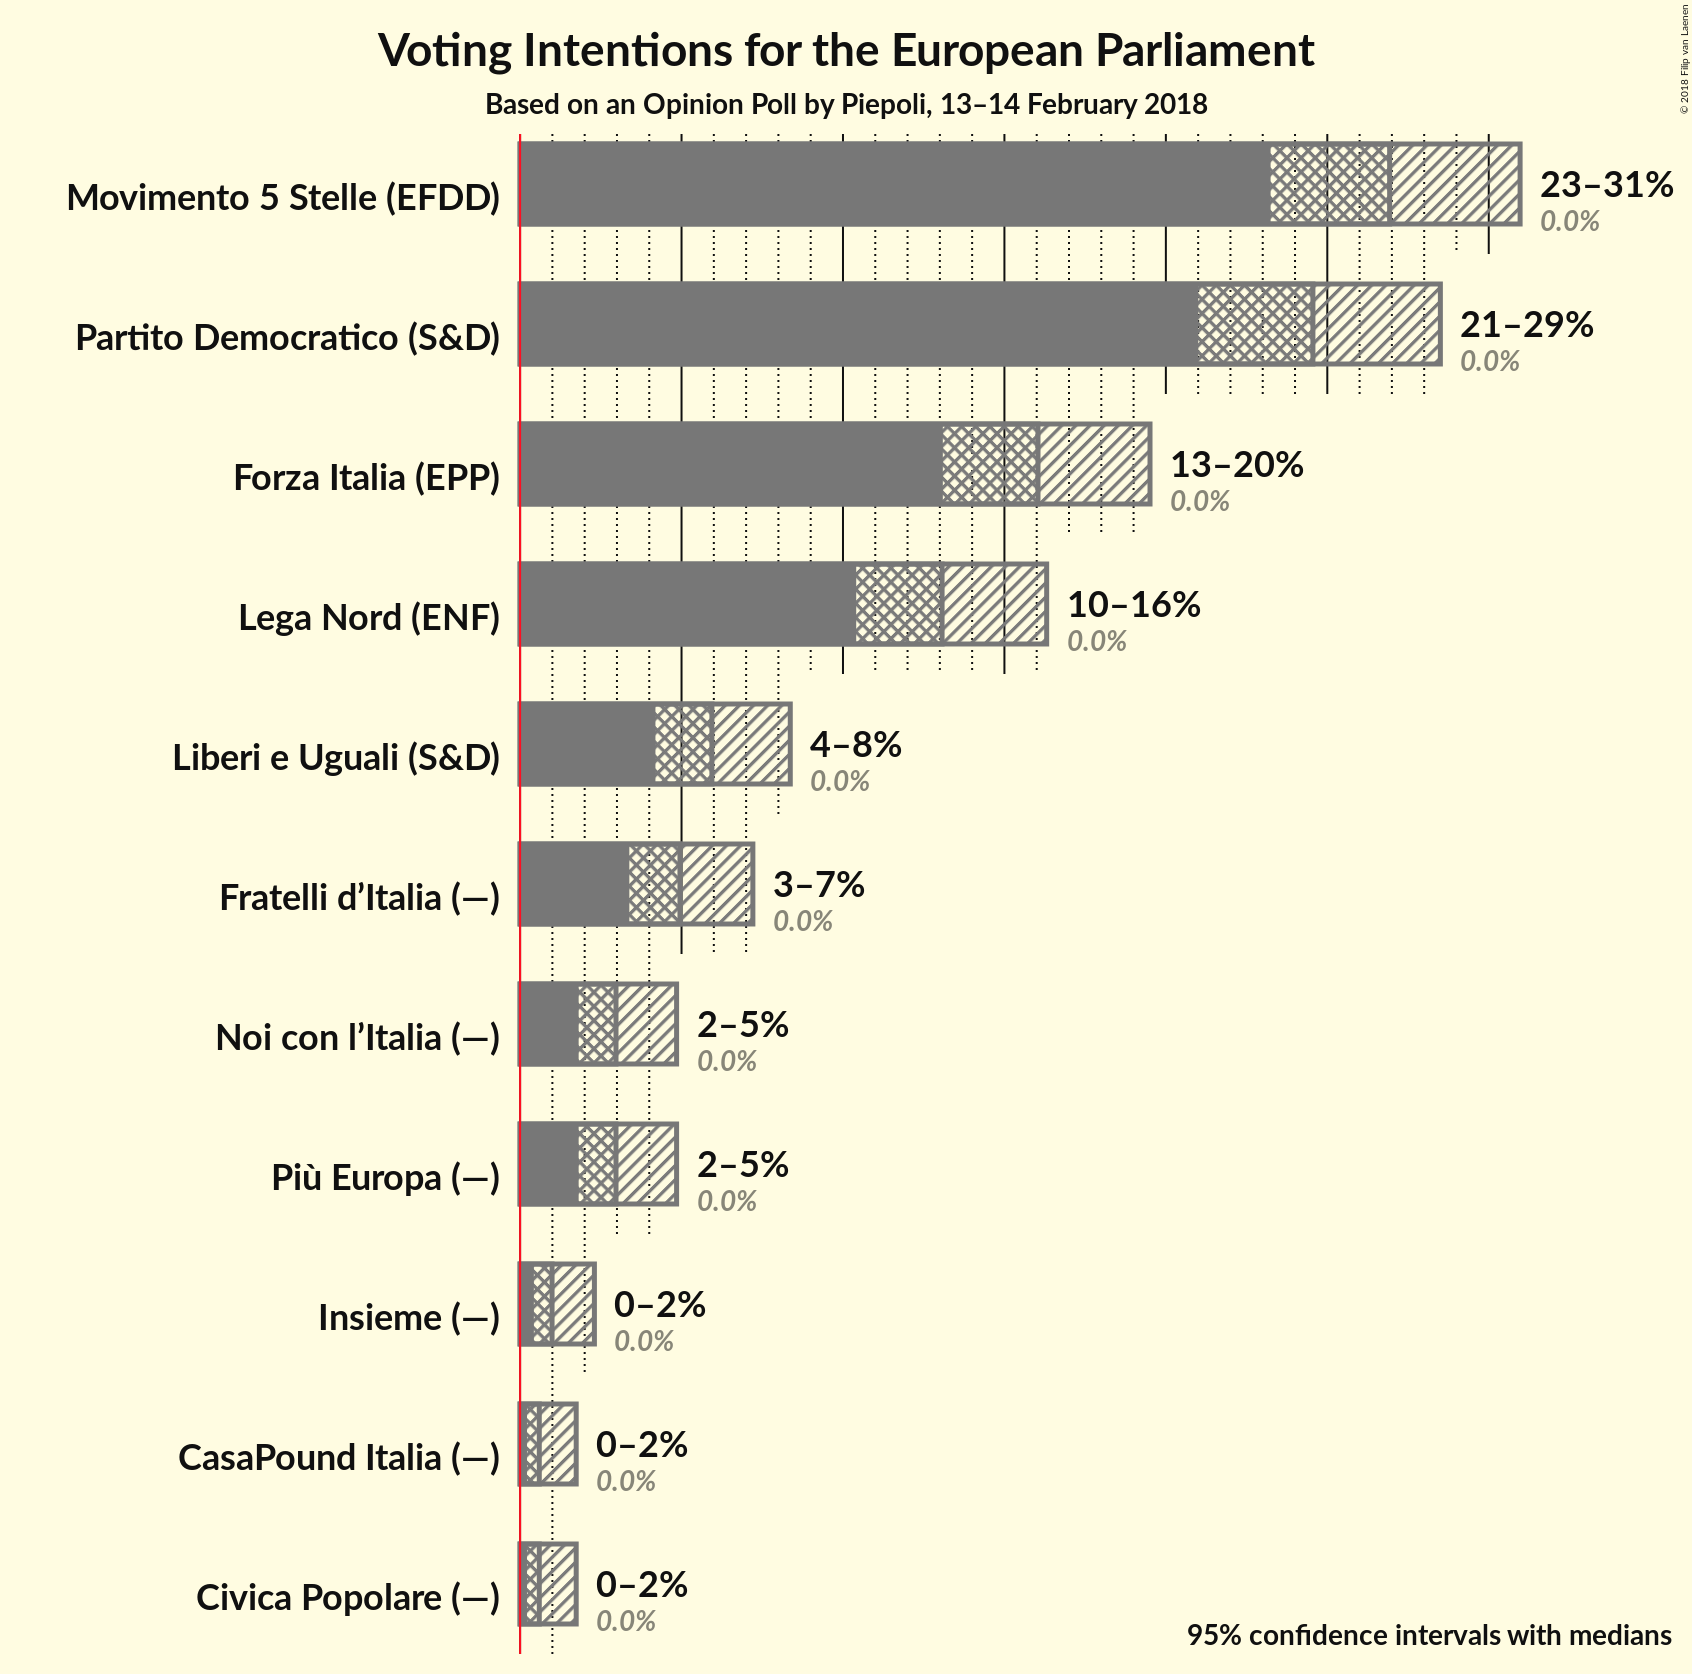 Voting Intentions for the European Parliament
Based on an Opinion Poll by Piepoli, 13–14 February 2018
© 2018 Filip van Laenen
Movimento 5 Stelle (EFDD)
23–31%
0.0%
Partito Democratico (S&D)
21–29%
0.0%
Forza Italia (EPP)
13–20%
0.0%
Lega Nord (ENF)
10–16%
0.0%
Liberi e Uguali (S&D)
4–8%
0.0%
Fratelli d’Italia (—)
3–7%
0.0%
Noi con l’Italia (—)
2–5%
0.0%
Più Europa (—)
2–5%
0.0%
Insieme (—)
0–2%
0.0%
CasaPound Italia (—)
0–2%
0.0%
Civica Popolare (—)
0–2%
0.0%
95% confidence intervals with medians